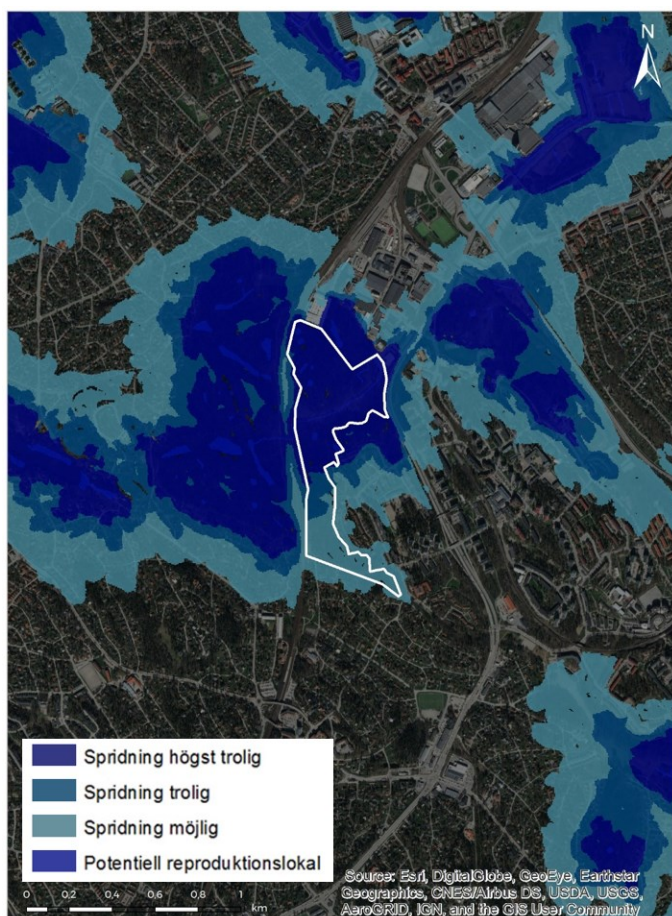 N
Spridning högst trolig
Spridning trolig
Spridning möjlig
Potentiell reproduktionslokal
0 0,2 0,4 0,6 0,8 1
km
Source: Esri, DigitalGlobe, GeoEye, Earthstar
Geographics, CNES/Airbus DS, USDA, USGS,
AeroGRID, IGN, and the GIS User Community